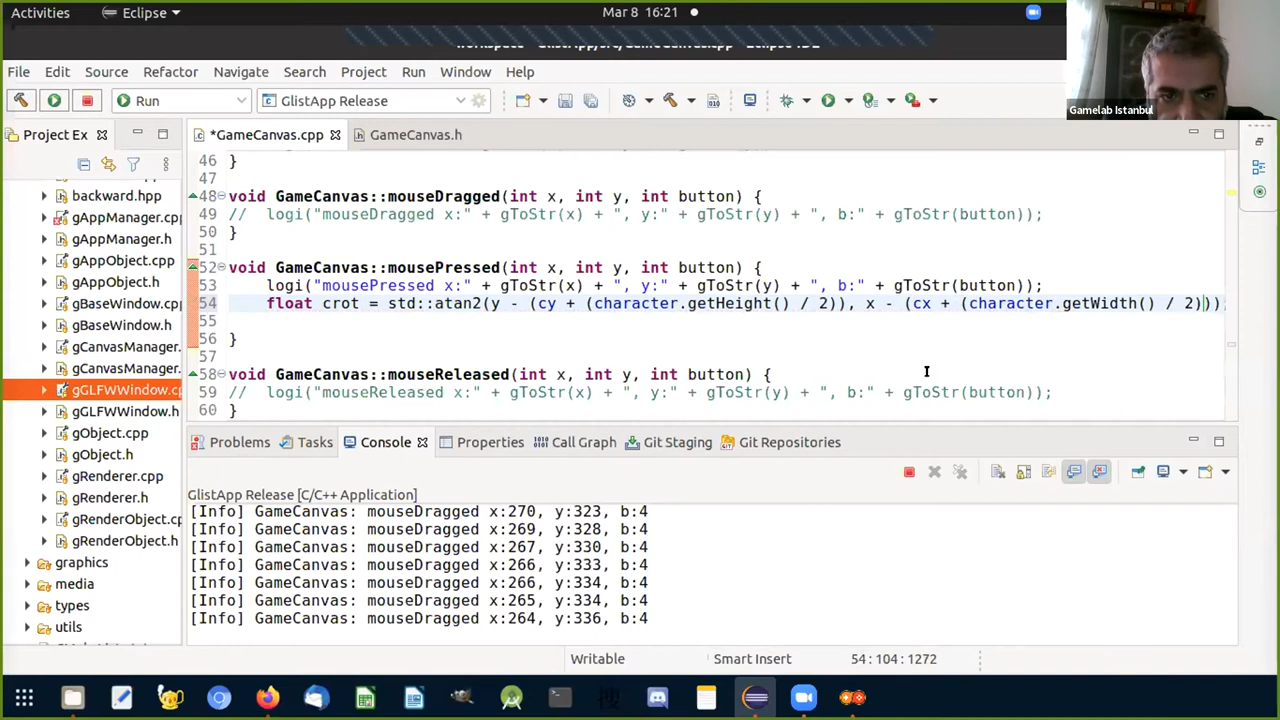 Activities
Eclipse
Mar 8 16:21
File Edit Source Refactor Navigate Search Project Run Window Help
Run
GlistApp Release
Gamelab Istanbul
Project Ex
*GameCanvas.cpp
GameCanvas.h
backward.hpp
gAppManager.cpp
gAppManager.h
gAppObject.cpp
gAppObject.h
gBaseWindow.cpp
gBaseWindow.h
gCanvasManager.
gCanvasManager.
gGLFWWindow.cp
gGLFWWindow.h
gObject.cpp
gObject.h
gRenderer.cpp
gRenderer.h
gRenderObject.cp
gRenderObject.h
graphics
media
types
utils
46 }
47
48 void GameCanvas::mouseDragged(int x, int y, int button) {
49 //  logi("mouseDragged x:" + gToStr(x) + ", y:" + gToStr(y) + ", b:" + gToStr(button));
50 }
51
52 void GameCanvas::mousePressed(int x, int y, int button) {
53     logi("mousePressed x:" + gToStr(x) + ", y:" + gToStr(y) + ", b:" + gToStr(button));
54     float crot = std::atan2(y - (cy + (character.getHeight() / 2)), x - (cx + (character.getWidth() / 2)));
55
56 }
57
58 void GameCanvas::mouseReleased(int x, int y, int button) {
59 //  logi("mouseReleased x:" + gToStr(x) + ", y:" + gToStr(y) + ", b:" + gToStr(button));
60 }
Problems Tasks Console Properties Call Graph Git Staging Git Repositories
GlistApp Release [C/C++ Application]
[Info] GameCanvas: mouseDragged x:270, y:323, b:4
[Info] GameCanvas: mouseDragged x:269, y:328, b:4
[Info] GameCanvas: mouseDragged x:267, y:330, b:4
[Info] GameCanvas: mouseDragged x:266, y:333, b:4
[Info] GameCanvas: mouseDragged x:266, y:334, b:4
[Info] GameCanvas: mouseDragged x:265, y:334, b:4
[Info] GameCanvas: mouseDragged x:264, y:336, b:4
Writable
Smart Insert
54 : 104 : 1272